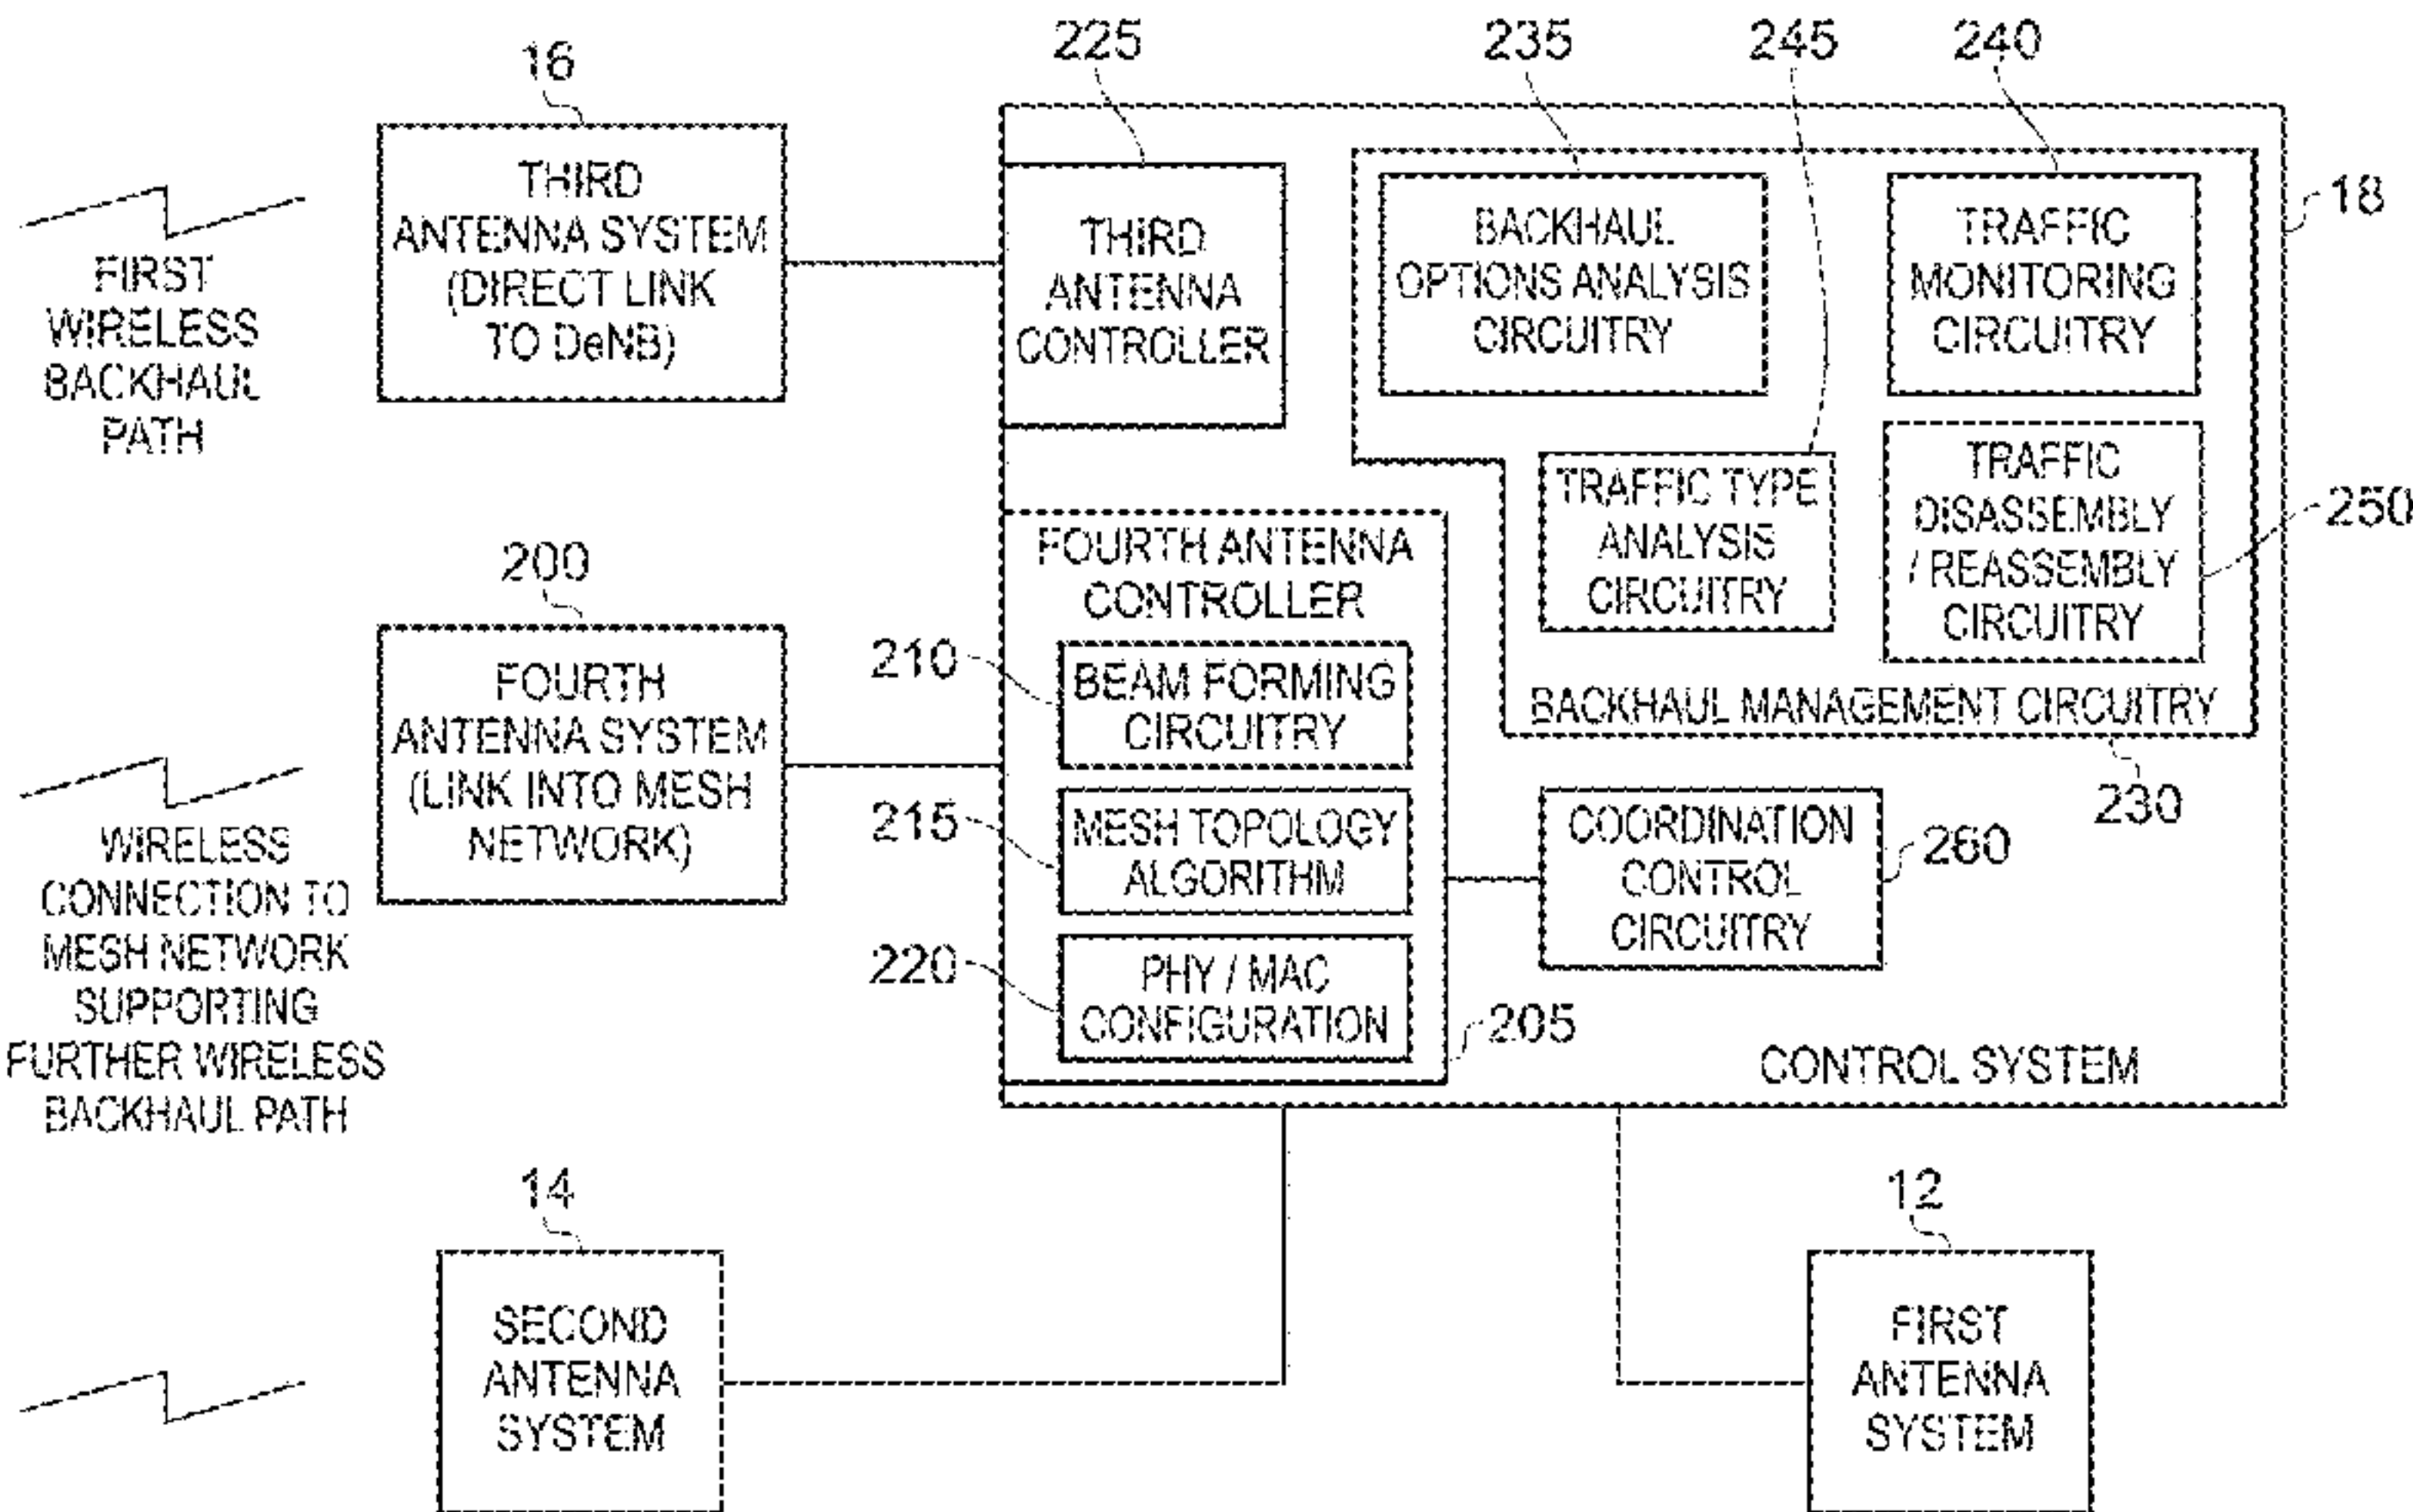 16
THIRD
ANTENNA SYSTEM
(DIRECT LINK
TO DeNB)
FIRST
WIRELESS
BACKHAUL
PATH
225
THIRD
ANTENNA
CONTROLLER
235
BACKHAUL
OPTIONS ANALYSIS
CIRCUITRY
245
TRAFFIC TYPE
ANALYSIS
CIRCUITRY
240
TRAFFIC
MONITORING
CIRCUITRY
18
TRAFFIC
DISASSEMBLY
/ REASSEMBLY
CIRCUITRY
250
BACKHAUL MANAGEMENT CIRCUITRY
230
200
FOURTH
ANTENNA SYSTEM
(LINK INTO MESH
NETWORK)
WIRELESS
CONNECTION TO
MESH NETWORK
SUPPORTING
FURTHER WIRELESS
BACKHAUL PATH
FOURTH ANTENNA
CONTROLLER
210
BEAM FORMING
CIRCUITRY
215
MESH TOPOLOGY
ALGORITHM
220
PHY / MAC
CONFIGURATION
205
COORDINATION
CONTROL
CIRCUITRY
260
CONTROL SYSTEM
14
SECOND
ANTENNA
SYSTEM
12
FIRST
ANTENNA
SYSTEM